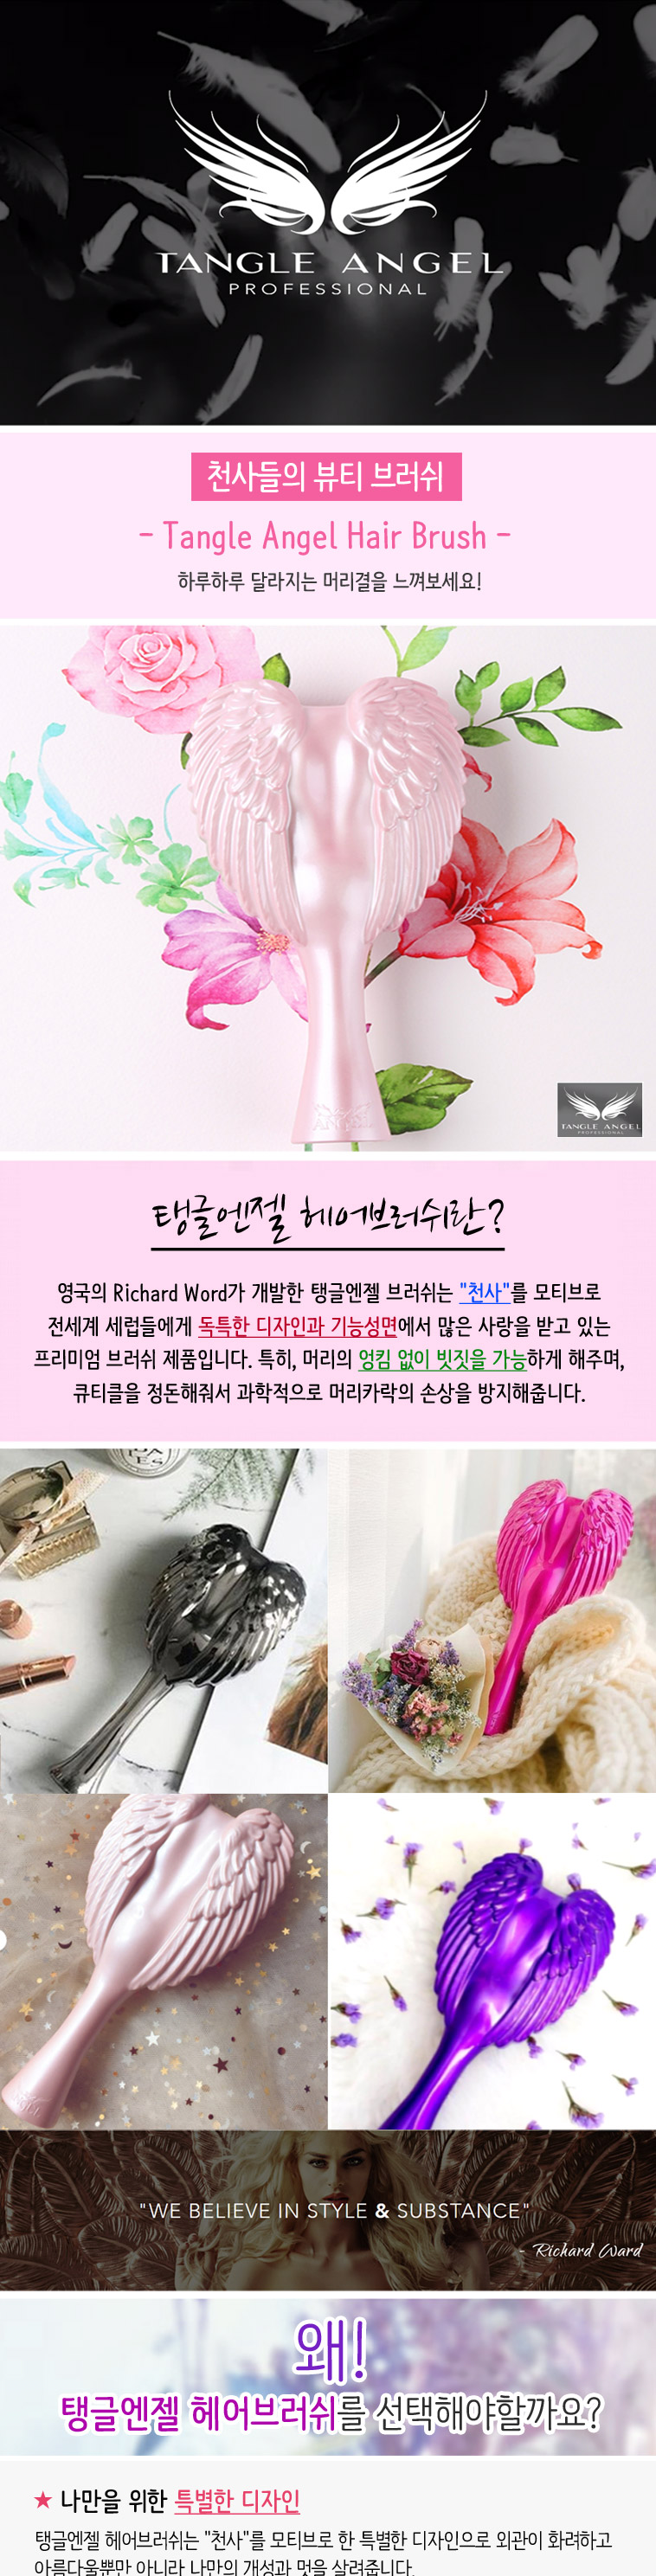 TANGLE ANGEL
PROFESSIONAL
천사들의 뷰티 브러쉬
- Tangle Angel Hair Brush -
하루하루 달라지는 머리결을 느껴보세요!
ANGEL
TANGLE ANGEL
PROFESSIONAL
탱글엔젤 헤어브러쉬란?
영국의 Richard Word가 개발한 탱글엔젤 브러쉬는 "천사"를 모티브로
전세계 세럽들에게 독특한 디자인과 기능성면에서 많은 사랑을 받고 있는
프리미엄 브러쉬 제품입니다. 특히, 머리의 엉킴 없이 빗짓을 가능하게 해주며,
큐티클을 정돈해줘서 과학적으로 머리카락의 손상을 방지해줍니다.
"WE BELIEVE IN STYLE & SUBSTANCE"
- Richard Ward
왜!
탱글엔젤 헤어브러쉬를 선택해야할까요?
★ 나만을 위한 특별한 디자인
탱글엔젤 헤어브러쉬는 "천사"를 모티브로 한 특별한 디자인으로 외관이 화려하고
아름다울뿐만 아니라 나만의 개성과 멋을 살려줍니다.